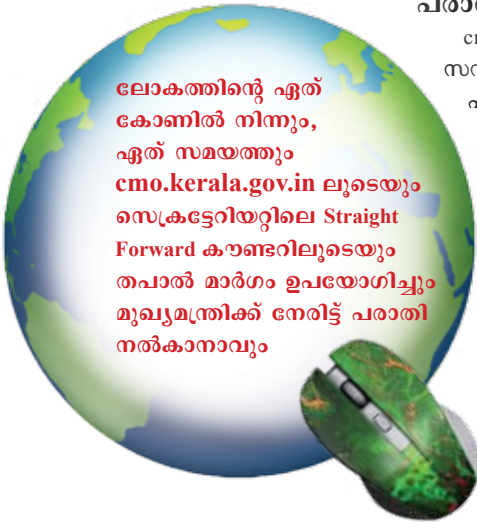 ലോകത്തിന്റെ ഏത്
കോണിൽ നിന്നും,
ഏത് സമയത്തും
cmo.kerala.gov.in ലൂടെയും
സെക്രട്ടേറിയറ്റിലെ Straight
Forward കൗണ്ടറിലൂടെയും
തപാൽ മാർഗം ഉപയോഗിച്ചും
മുഖ്യമന്ത്രിക്ക് നേരിട്ട് പരാതി
നൽകാനാവും